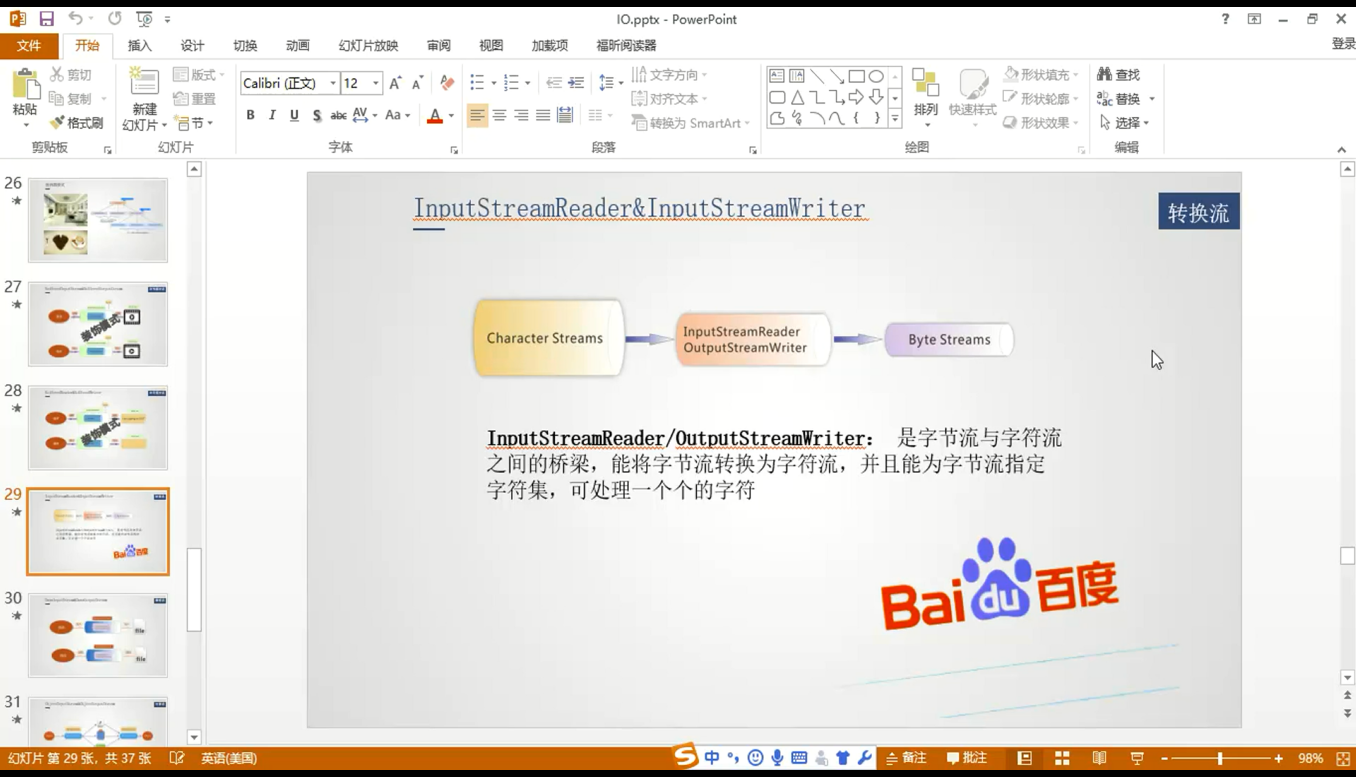 IO.pptx - PowerPoint
文件 开始 插入 设计 切换 动画 幻灯片放映 审阅 视图 加载项 福昕阅读器 登录
粘贴
剪切
复制
格式刷
剪贴板
新建
幻灯片
版式
重置
节
幻灯片
Calibri (正文) 12
B I U S abc AV Aa A
字体
文字方向
对齐文本
转换为 SmartArt
段落
排列
快速样式
形状填充
形状轮廓
形状效果
绘图
查找
替换
选择
编辑
26
27
28
29
30
31
InputStreamReader&InputStreamWriter
转换流
Character Streams
InputStreamReader
OutputStreamWriter
Byte Streams
InputStreamReader/OutputStreamWriter: 是字节流与字符流
之间的桥梁，能将字节流转换为字符流，并且能为字节流指定
字符集，可处理一个个的字符
Baidu百度
幻灯片 第 29 张，共 37 张 英语(美国) 中 备注 批注 98%